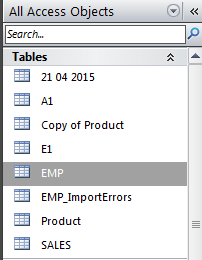 All Access Objects
Search...
Tables
21 04 2015
A1
Copy of Product
E1
EMP
EMP_ImportErrors
Product
SALES